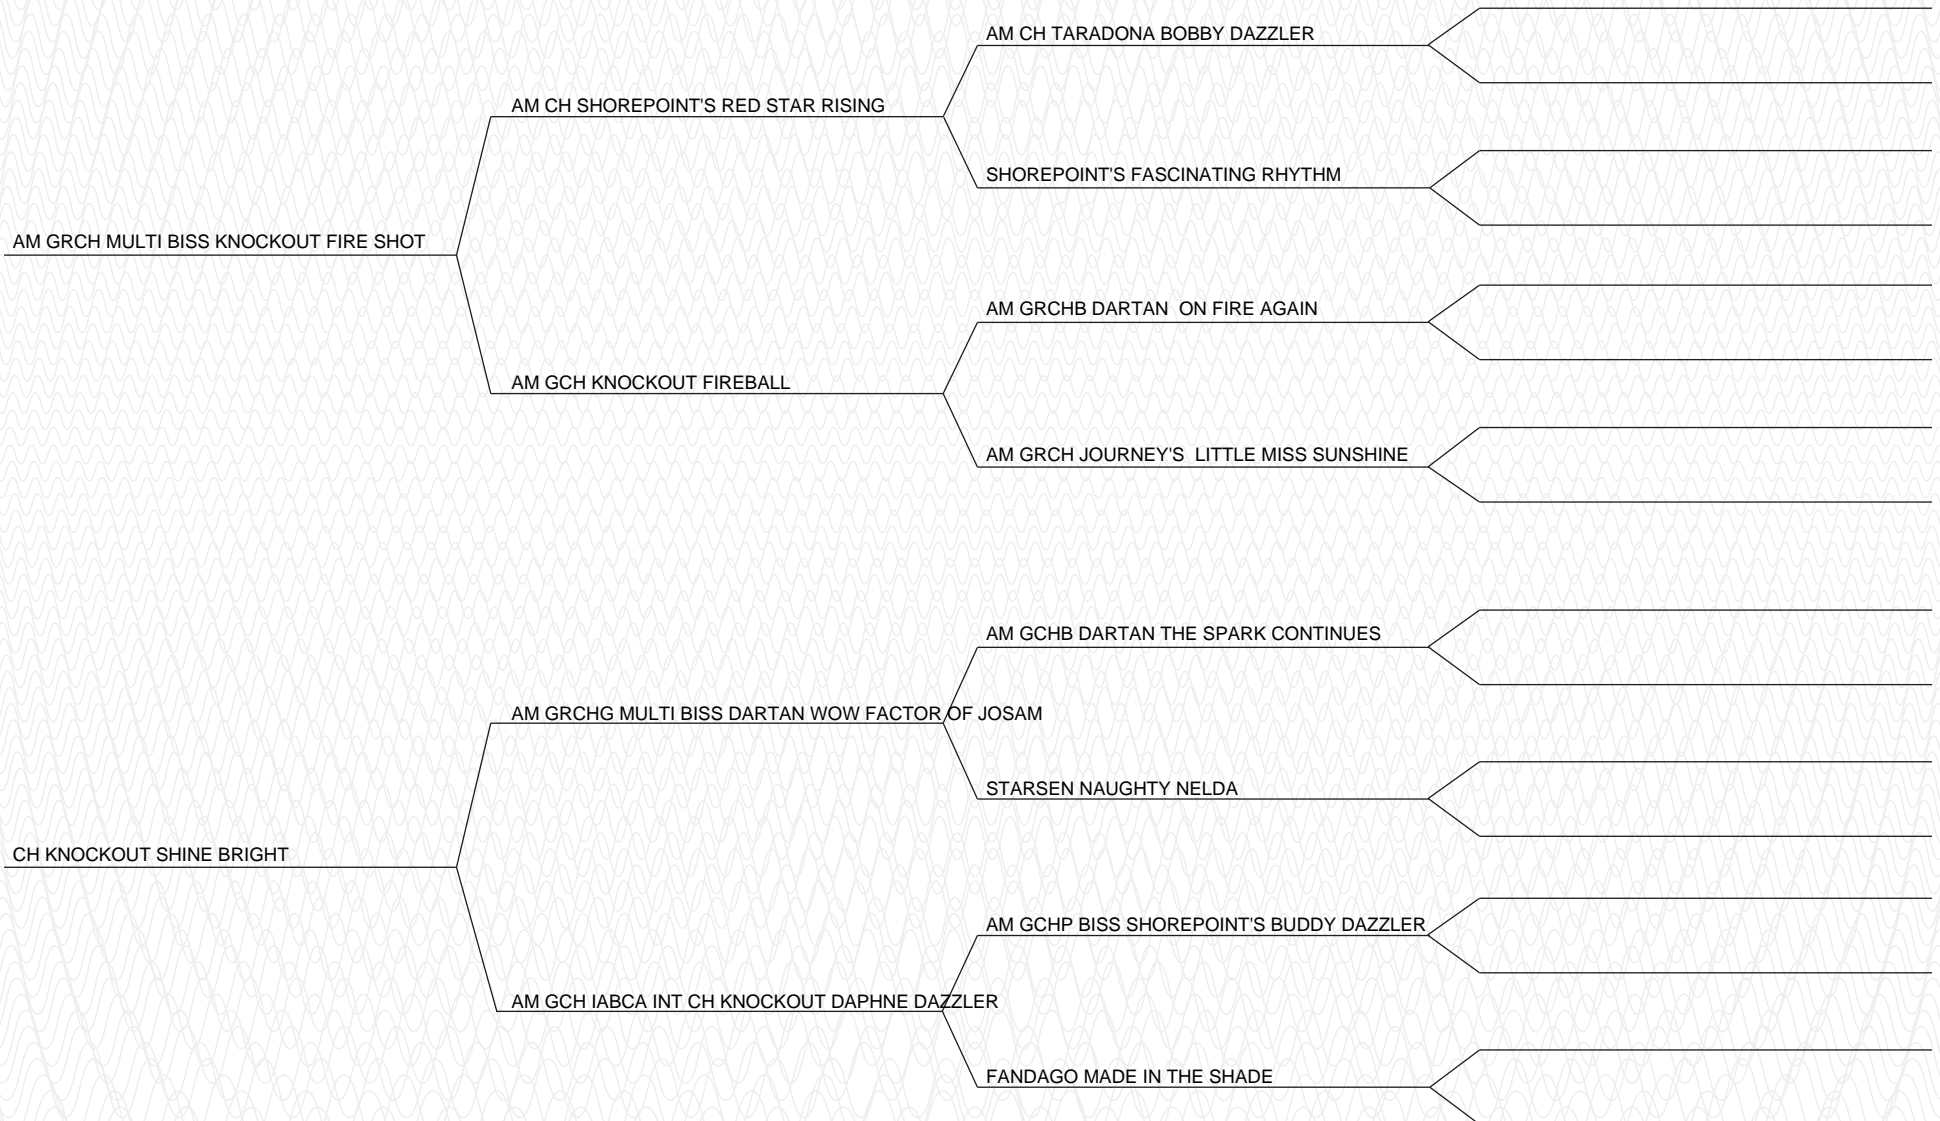 AM CH TARADONA BOBBY DAZZLER
AM CH SHOREPOINT'S RED STAR RISING
SHOREPOINT'S FASCINATING RHYTHM
AM GRCH MULTI BISS KNOCKOUT FIRE SHOT
AM GRCHB DARTAN  ON FIRE AGAIN
AM GCH KNOCKOUT FIREBALL
AM GRCH JOURNEY'S  LITTLE MISS SUNSHINE
AM GCHB DARTAN THE SPARK CONTINUES
AM GRCHG MULTI BISS DARTAN WOW FACTOR OF JOSAM
STARSEN NAUGHTY NELDA
CH KNOCKOUT SHINE BRIGHT
AM GCHP BISS SHOREPOINT'S BUDDY DAZZLER
AM GCH IABCA INT CH KNOCKOUT DAPHNE DAZZLER
FANDAGO MADE IN THE SHADE